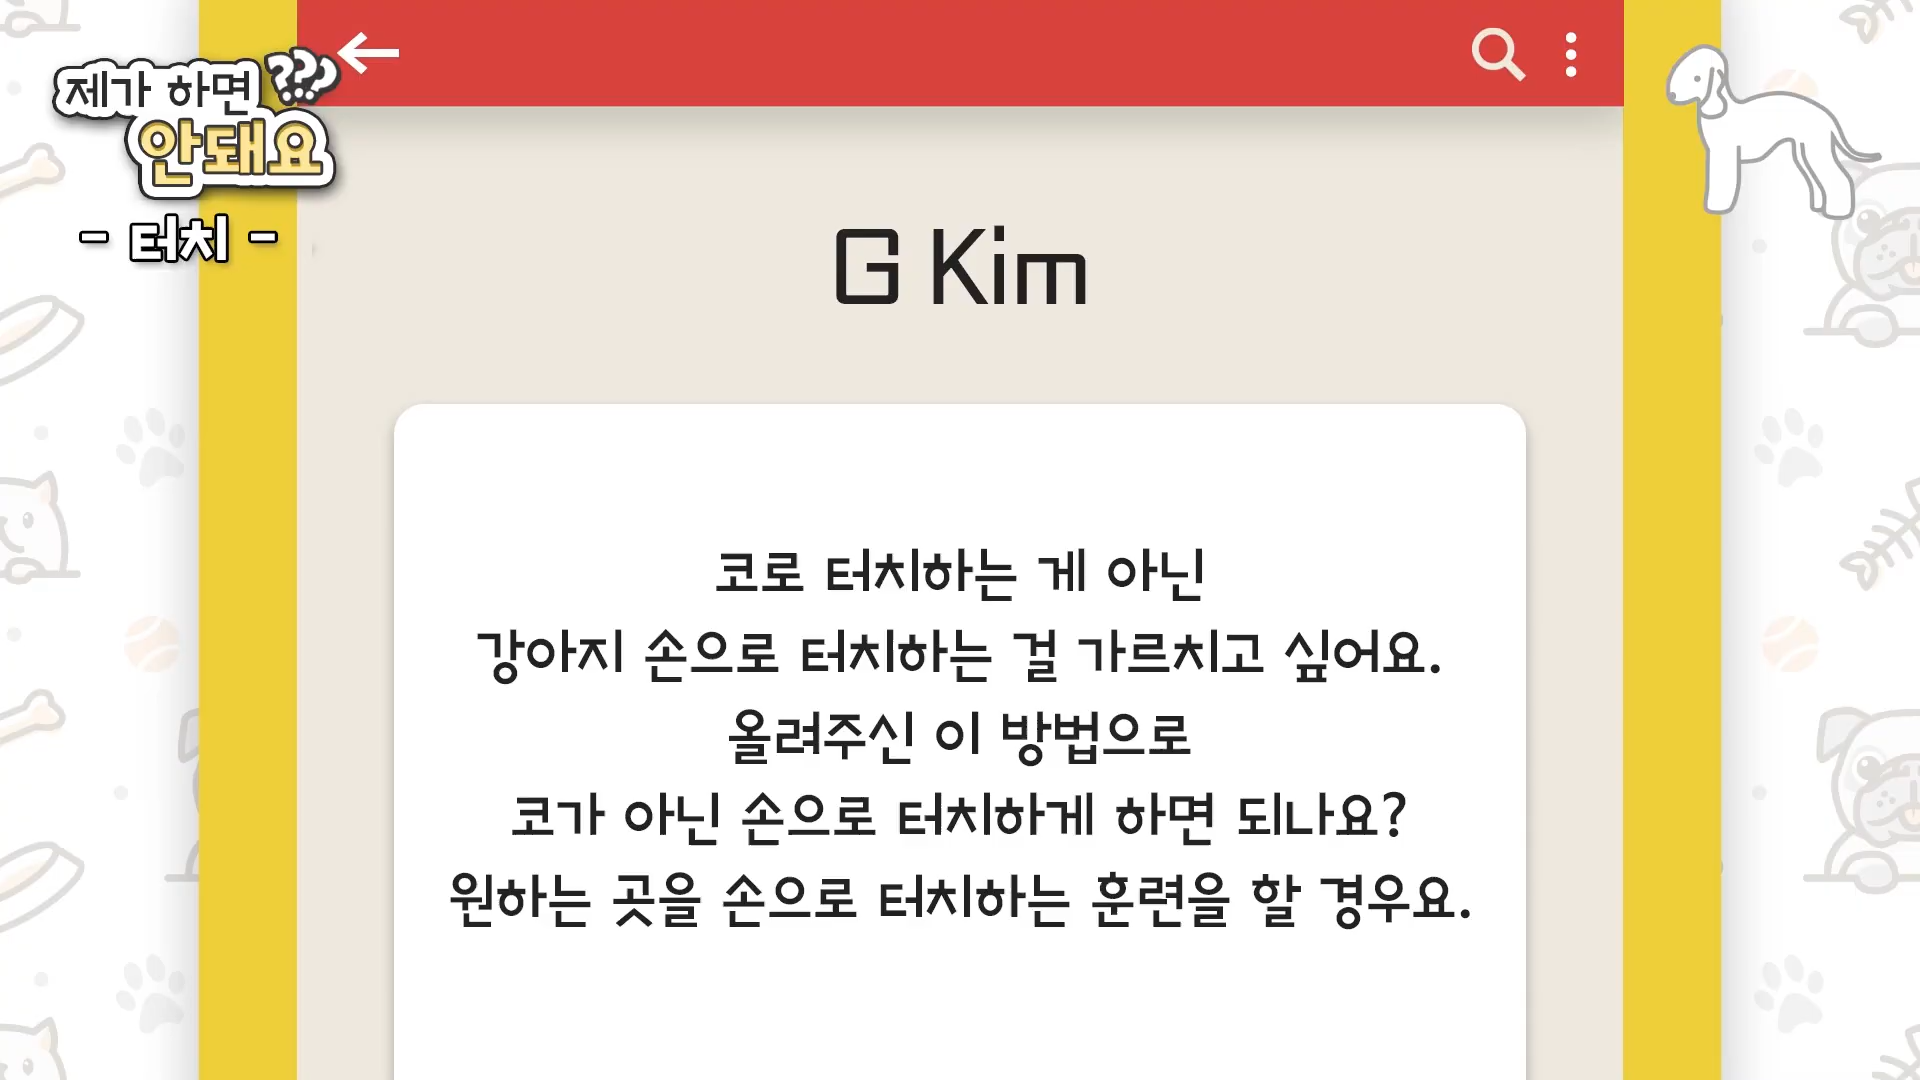 제가 하면 ???
안돼요
- 터치 -
G Kim
코로 터치하는 게 아닌
강아지 손으로 터치하는 걸 가르치고 싶어요.
올려주신 이 방법으로
코가 아닌 손으로 터치하게 하면 되나요?
원하는 곳을 손으로 터치하는 훈련을 할 경우요.